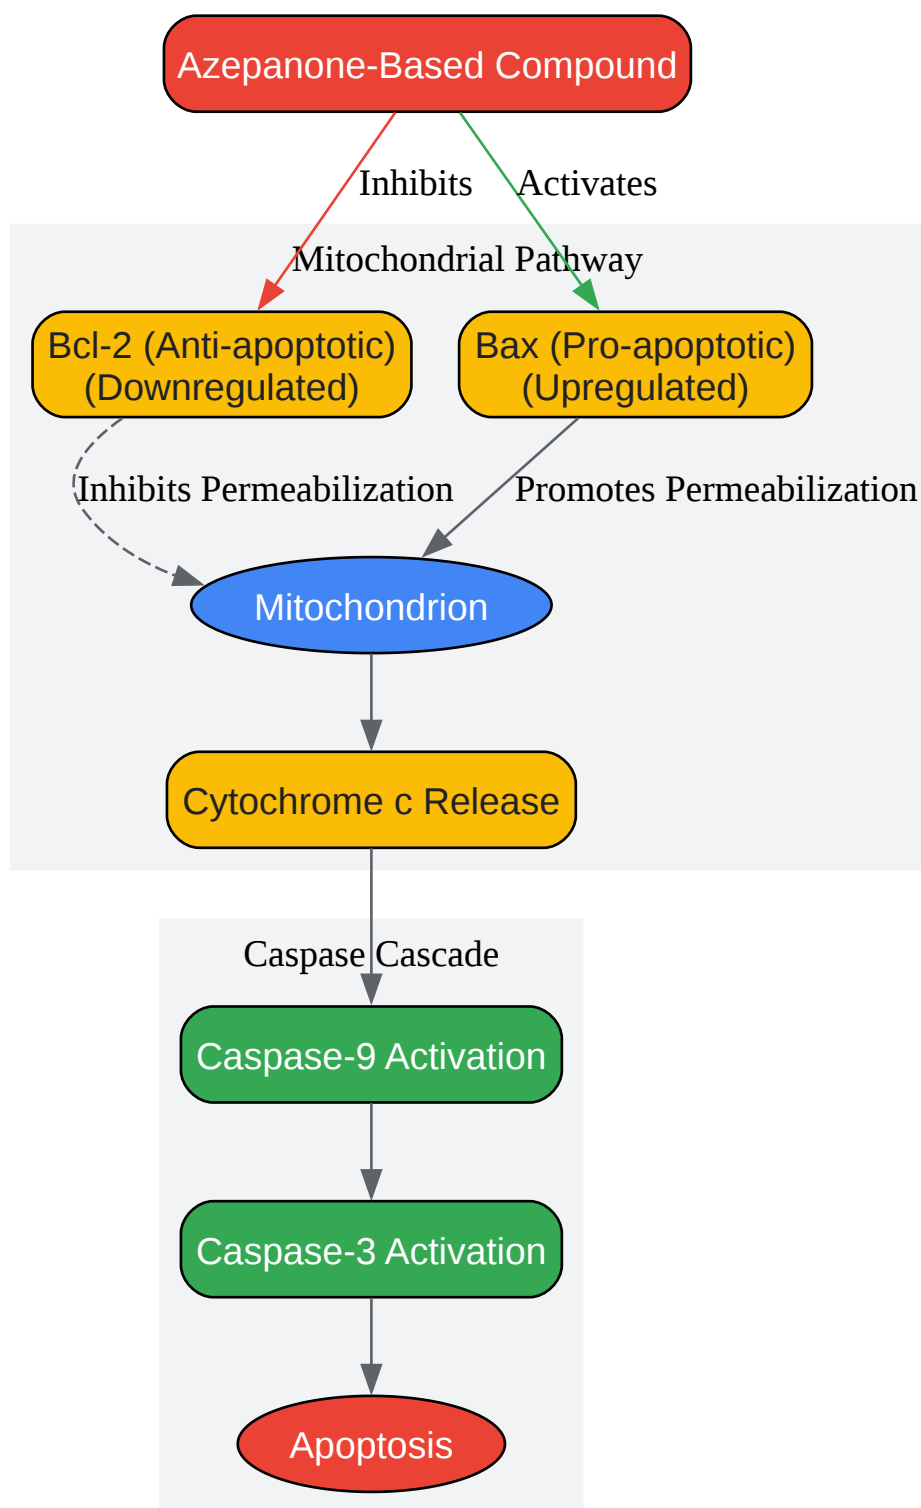 Azepanone-Based Compound
Inhibits
Activates
Mitochondrial Pathway
Bcl-2 (Anti-apoptotic)
(Downregulated)
Bax (Pro-apoptotic)
(Upregulated)
Inhibits Permeabilization
Promotes Permeabilization
Mitochondrion
Cytochrome c Release
Caspase Cascade
Caspase-9 Activation
Caspase-3 Activation
Apoptosis